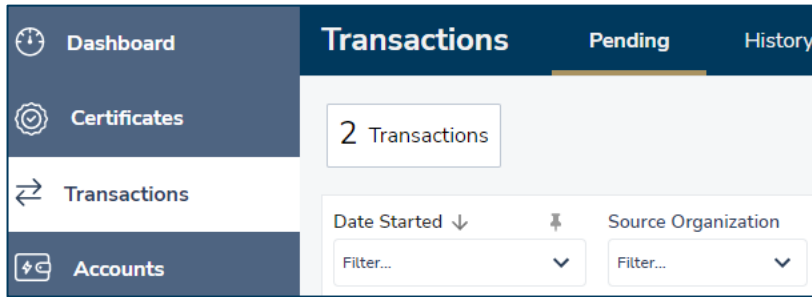 Dashboard
Certificates
Transactions
Accounts
Transactions Pending History
2 Transactions
Date Started Source Organization
Filter... Filter...